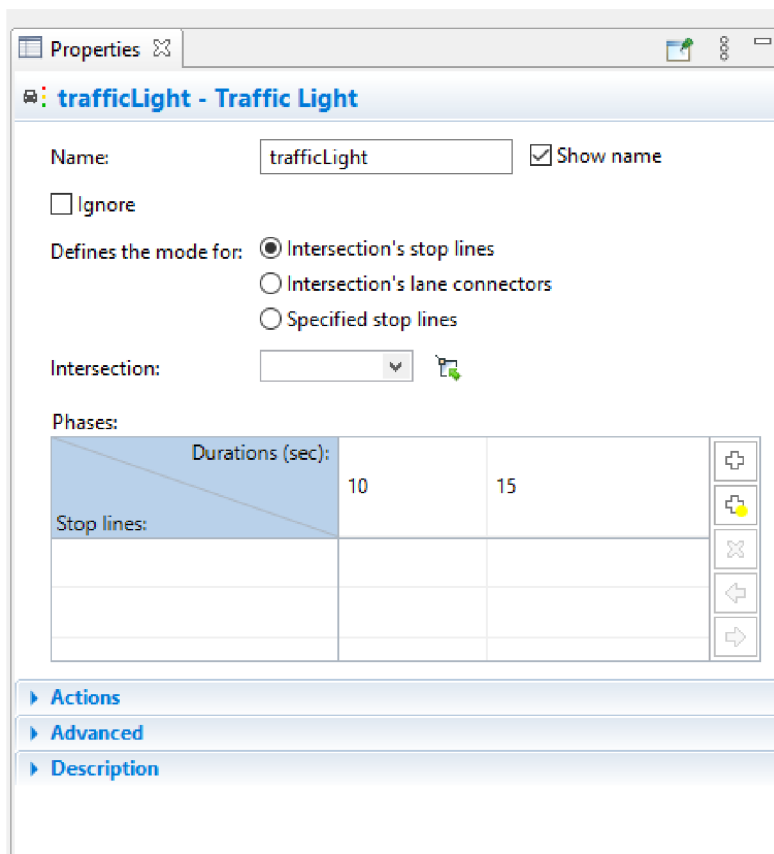 Properties
trafficLight - Traffic Light
Name: trafficLight Show name
Ignore
Defines the mode for: Intersection's stop lines
Intersection's lane connectors
Specified stop lines
Intersection:
Phases:
Durations (sec): 10 15
Stop lines:
Actions
Advanced
Description